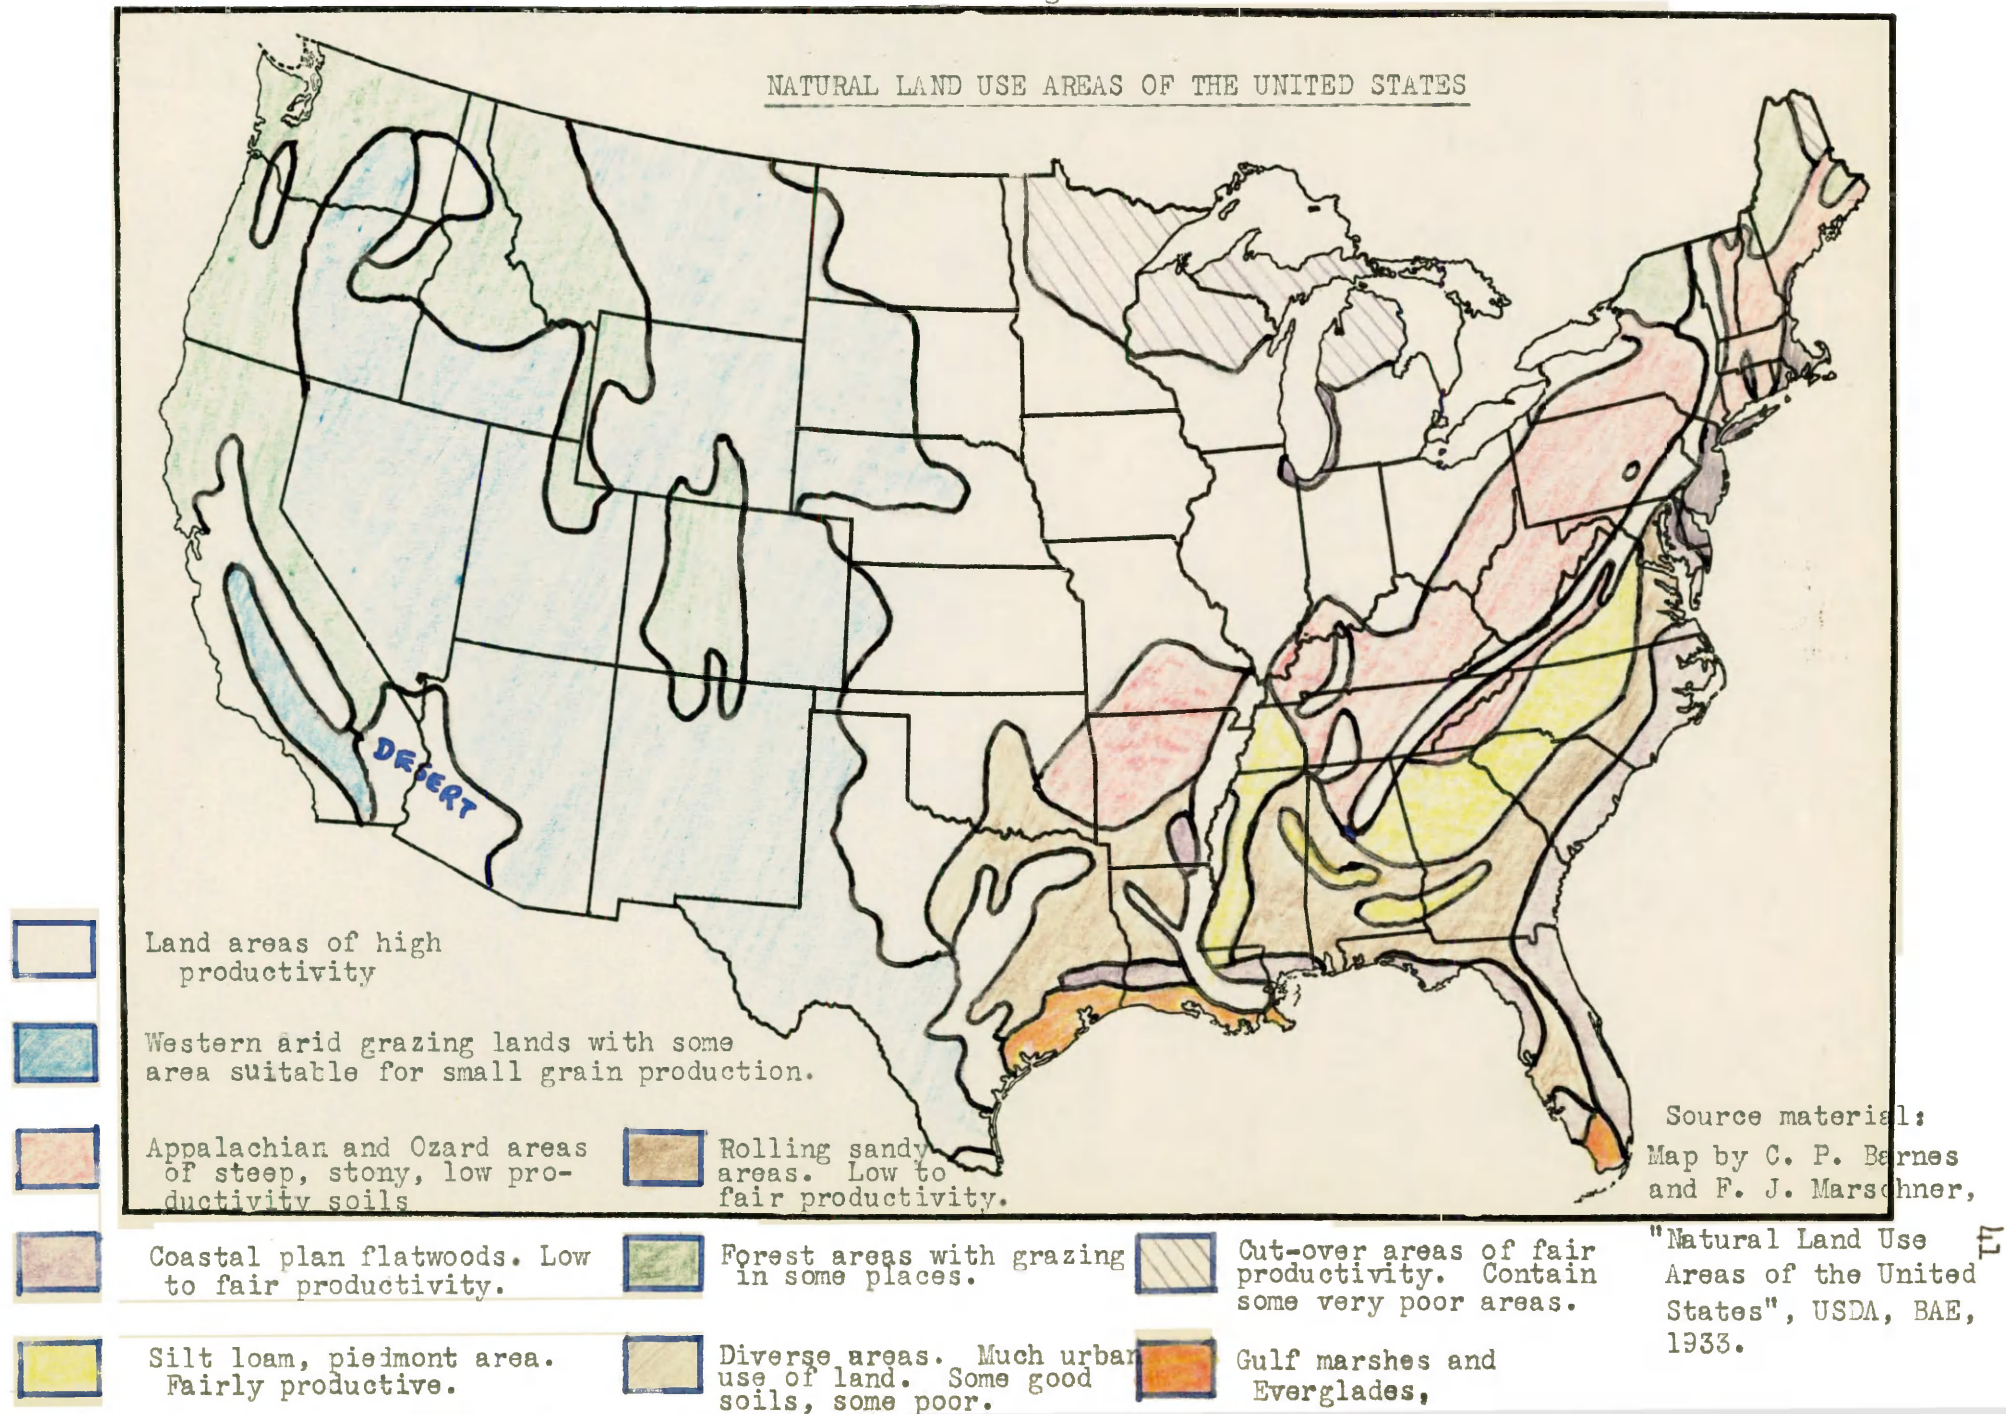 NATURAL LAND USE AREAS OF THE UNITED STATES
DESERT
Land areas of high
productivity
Western arid grazing lands with some
area suitable for small grain production.
Appalachian and Ozard areas
of steep, stony, low pro-
ductivity soils
Rolling sandy
areas. Low to
fair productivity.
Coastal plan flatwoods. Low
to fair productivity.
Forest areas with grazing
in some places.
Cut-over areas of fair
productivity. Contain
some very poor areas.
Silt loam, piedmont area.
Fairly productive.
Diverse areas. Much urban
use of land. Some good
soils, some poor.
Gulf marshes and
Everglades,
Source material:
Map by C. P. Barnes
and F. J. Marschner,
"Natural Land Use
Areas of the United
States", USDA, BAE,
1933.
41